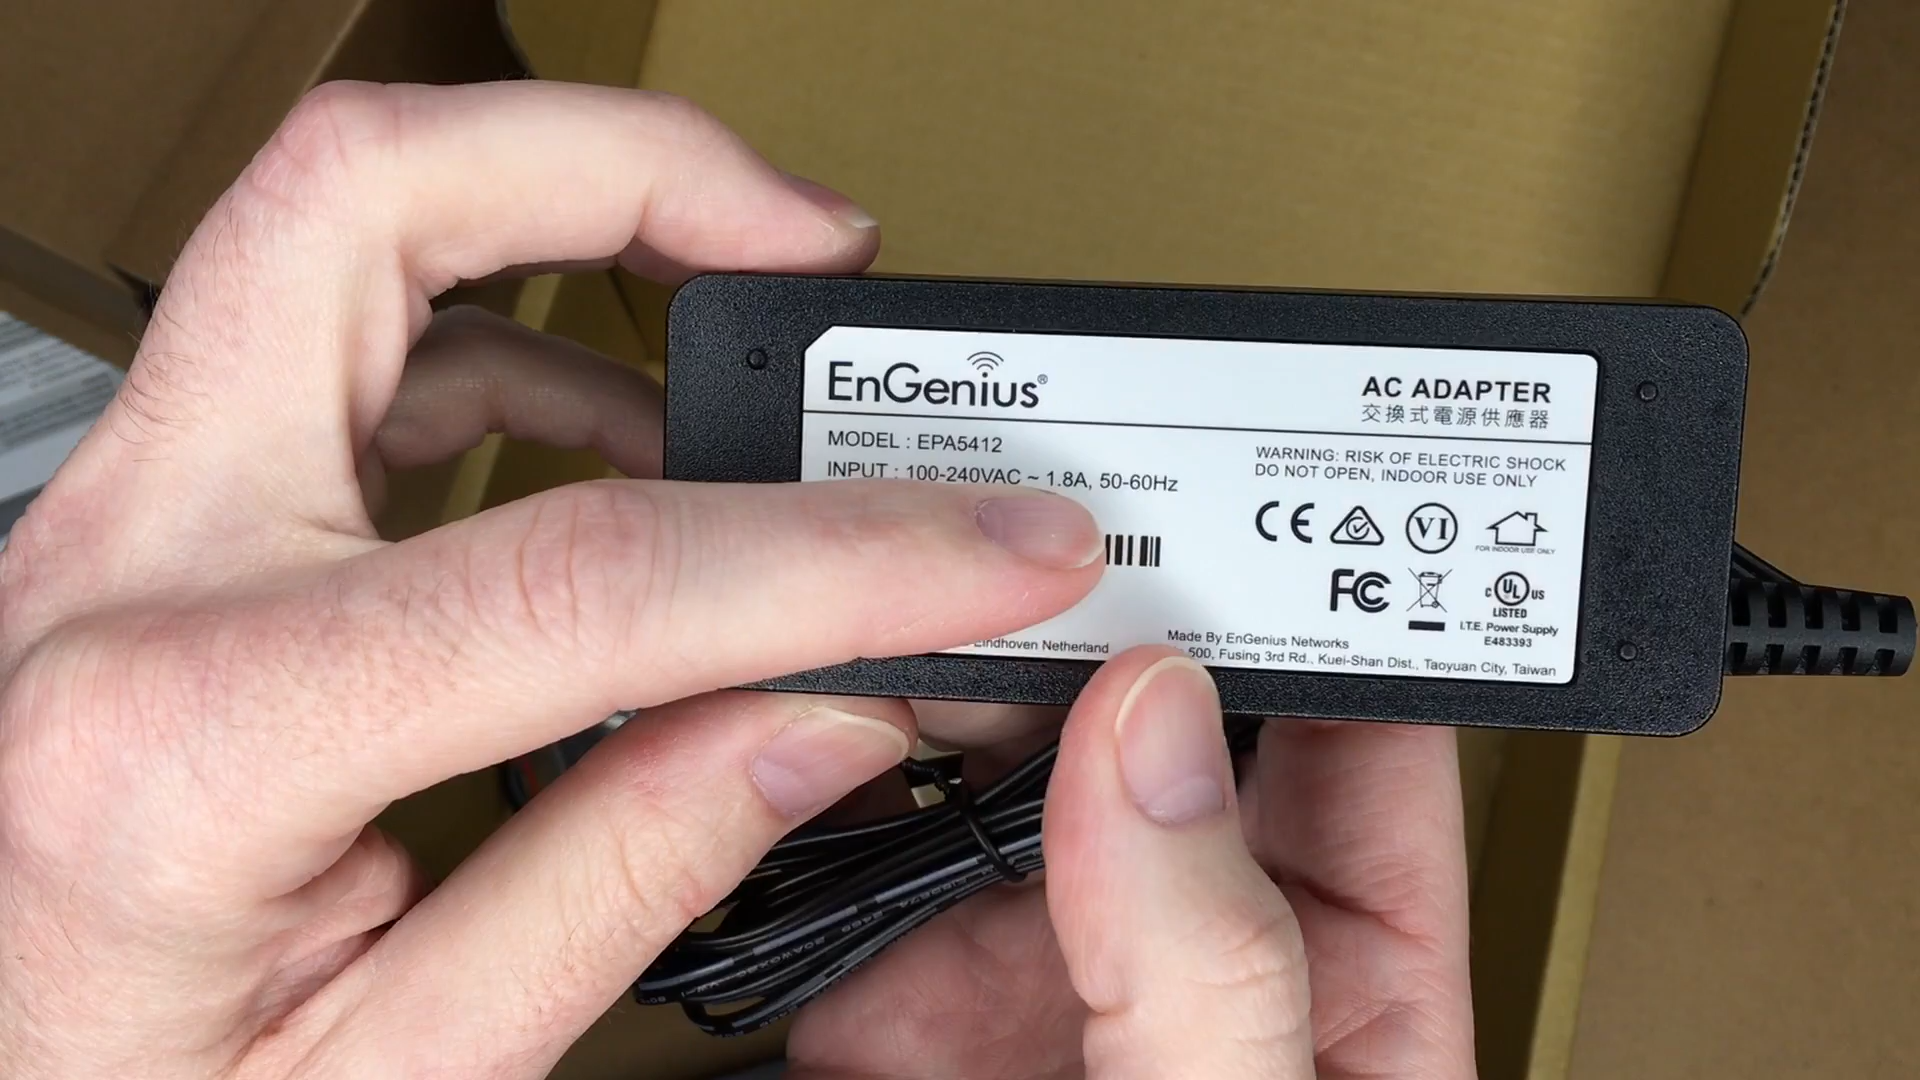 EnGenius®
AC ADAPTER
交換式電源供應器
MODEL : EPA5412
INPUT : 100-240VAC ~ 1.8A, 50-60Hz
WARNING: RISK OF ELECTRIC SHOCK
DO NOT OPEN, INDOOR USE ONLY
CE
VI
FOR INDOOR USE ONLY
FC
c UL US
LISTED
I.T.E. Power Supply
E483393
Eindhoven Netherland
Made By EnGenius Networks
500, Fusing 3rd Rd., Kuei-Shan Dist., Taoyuan City, Taiwan